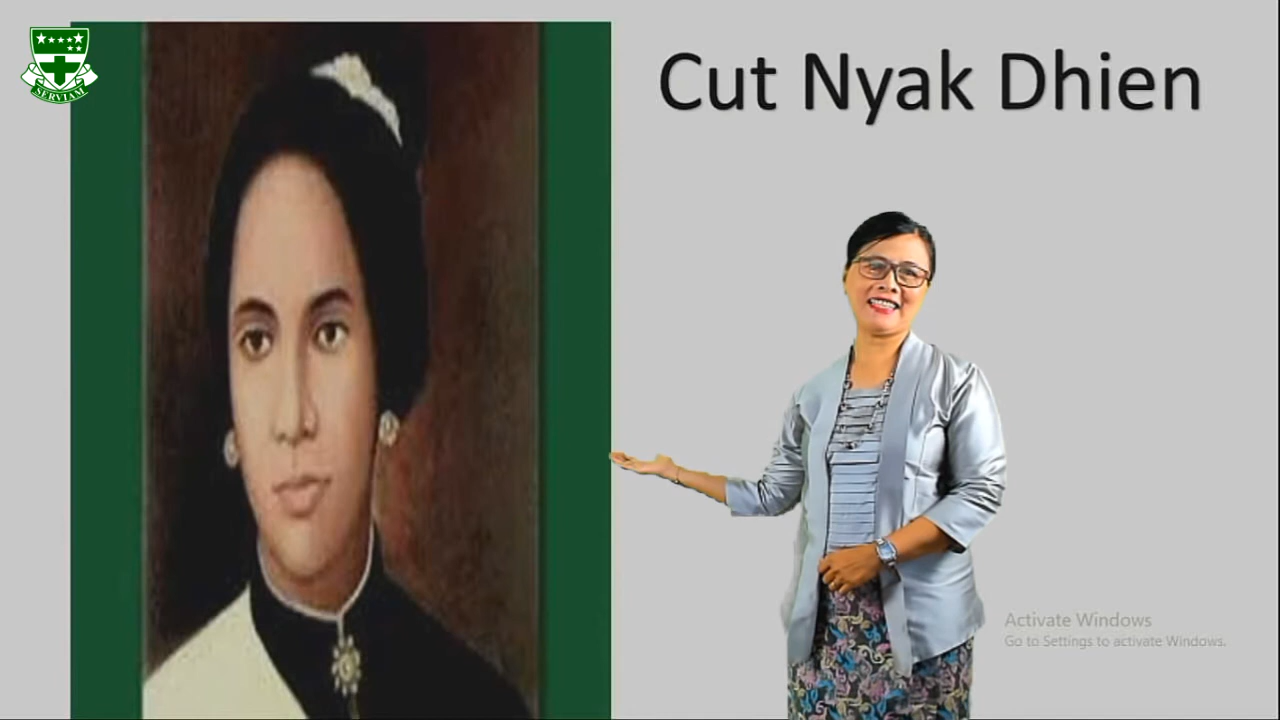 SERVIAM
Cut Nyak Dhien
Activate Windows
Go to Settings to activate Windows.